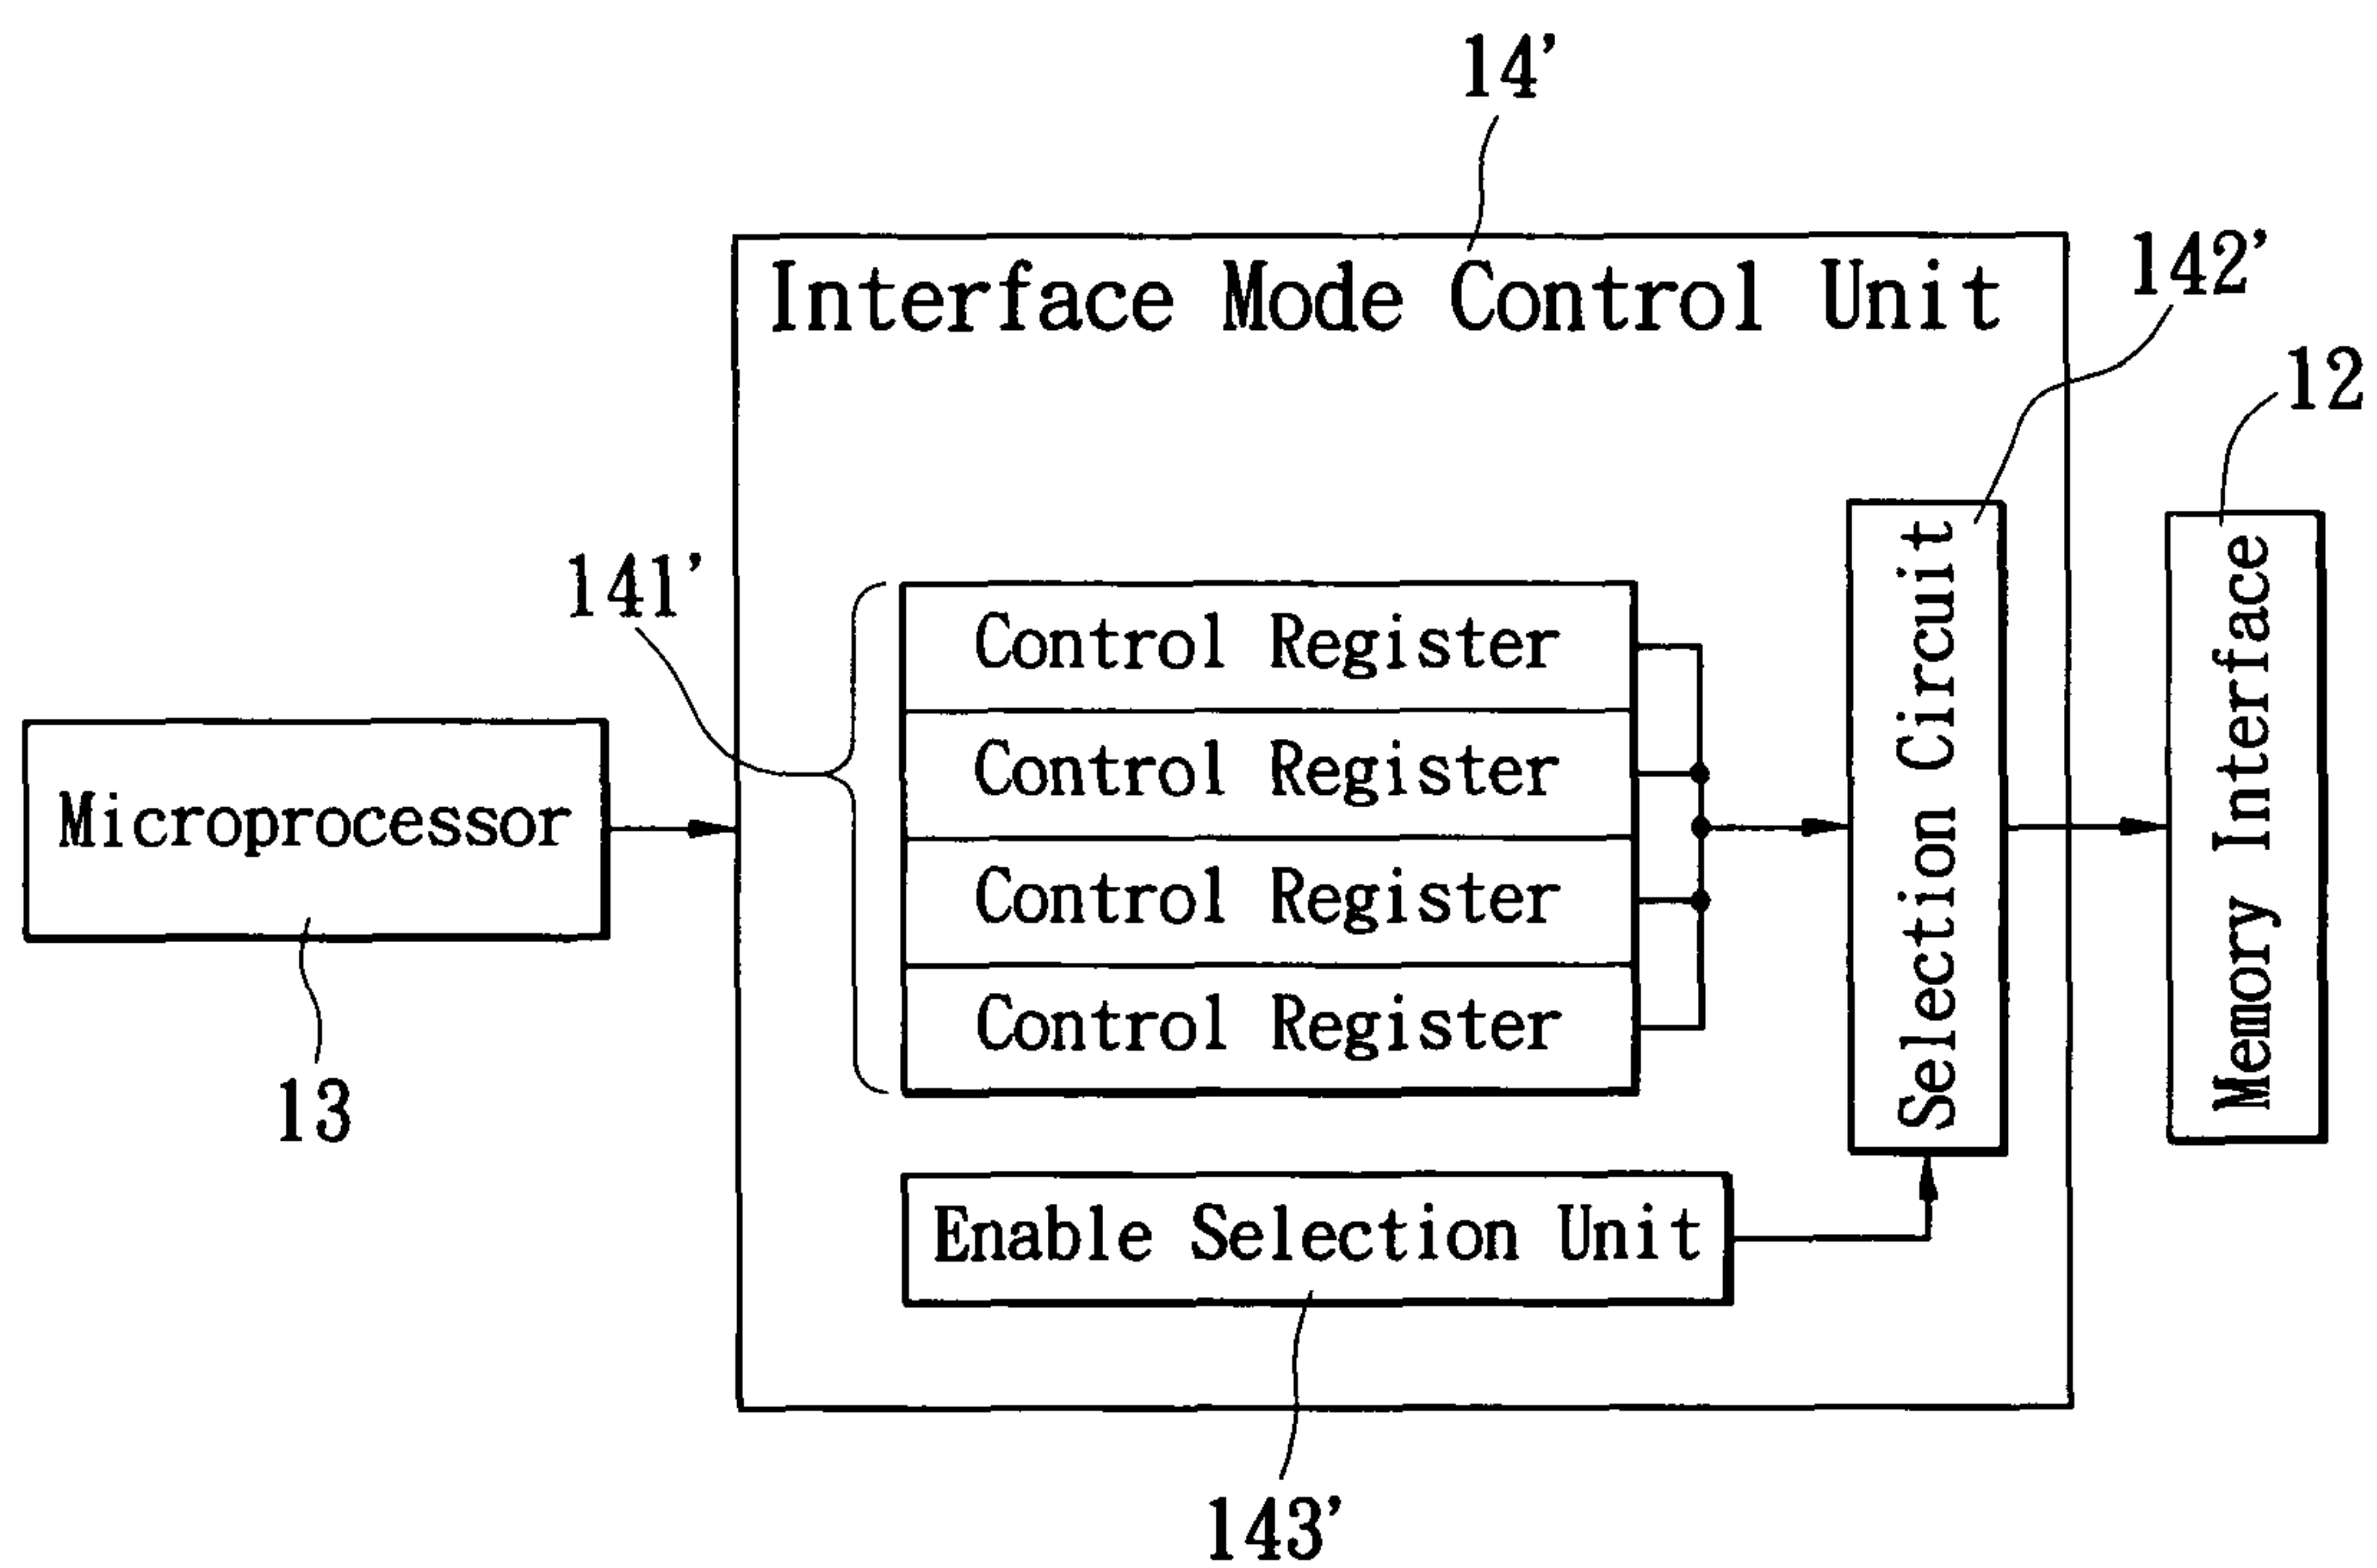 14'
Interface Mode Control Unit
142'
12
141'
Control Register
Control Register
Control Register
Control Register
Microprocessor
13
Selection Circuit
Memory Interface
Enable Selection Unit
143'